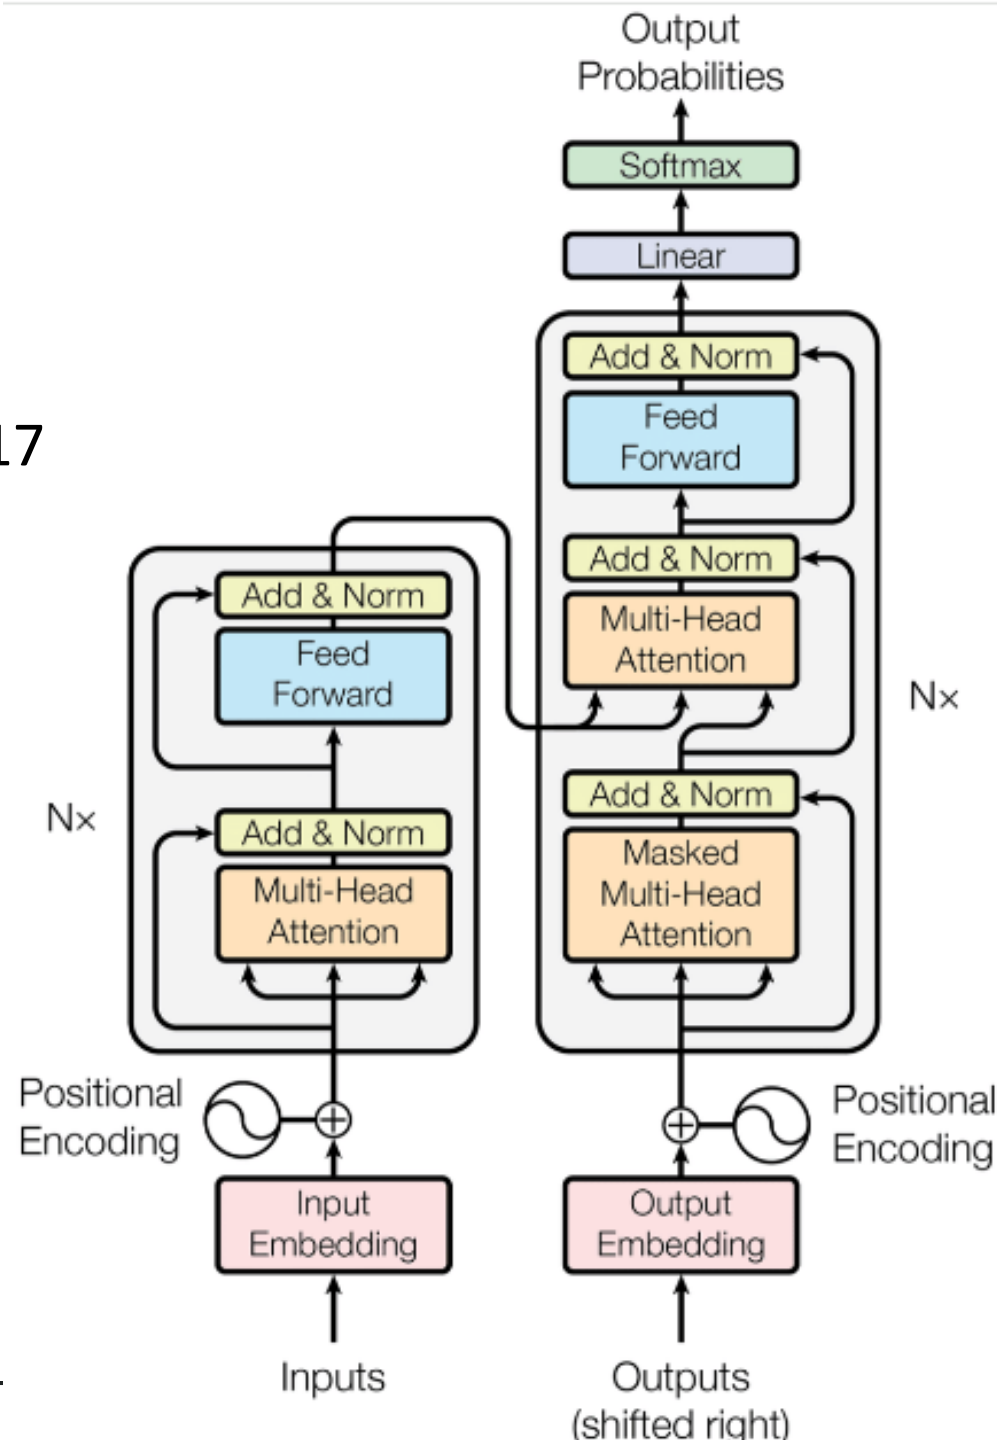 Output
Probabilities
Softmax
Linear
Add & Norm
Feed
Forward
Add & Norm
Multi-Head
Attention
Nx
Add & Norm
Masked
Multi-Head
Attention
17
Add & Norm
Feed
Forward
Nx
Add & Norm
Multi-Head
Attention
Positional
Encoding
Positional
Encoding
Input
Embedding
Output
Embedding
Inputs
Outputs
(shifted right)